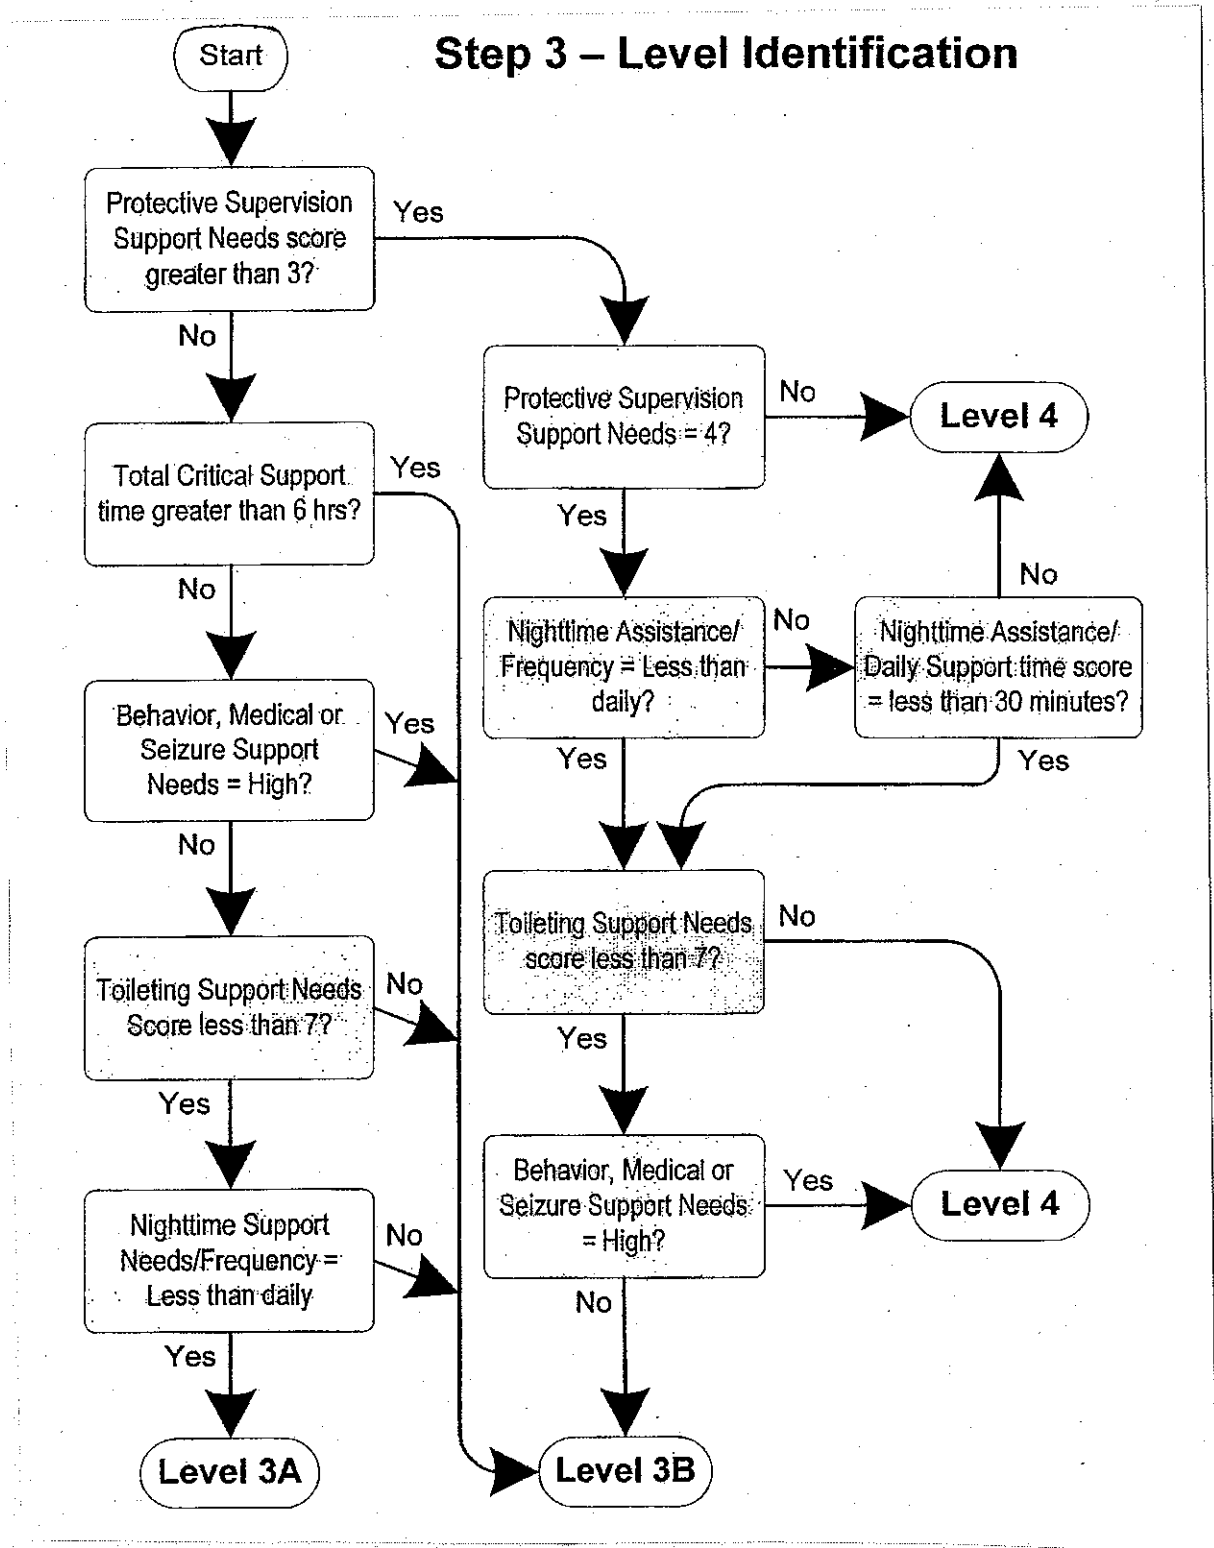 Start
Step 3 – Level Identification
Protective Supervision
Support Needs score
greater than 3?
Yes
No
Protective Supervision
Support Needs = 4?
No
Level 4
Yes
Total Critical Support
time greater than 6 hrs?
Yes
No
Nighttime Assistance/
Frequency = Less than
daily?
No
Nighttime Assistance/
Daily Support time score
= less than 30 minutes?
No
Yes
Yes
Behavior, Medical or
Seizure Support
Needs = High?
Yes
No
Toileting Support Needs
score less than 7?
No
Yes
Toileting Support Needs
Score less than 7?
No
Yes
Behavior, Medical or
Seizure Support Needs
= High?
Yes
Level 4
No
Nighttime Support
Needs/Frequency =
Less than daily
No
Yes
Level 3A
Level 3B